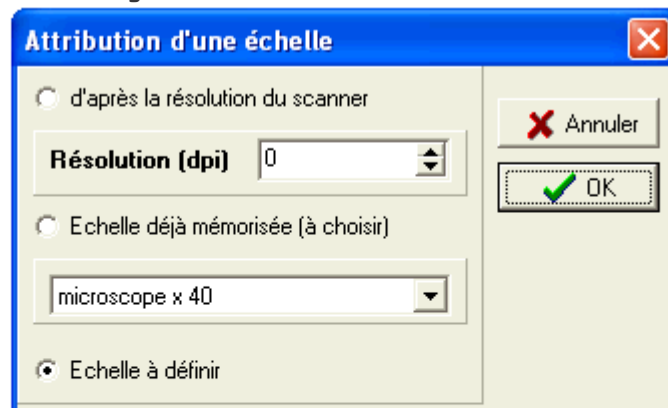 Attribution d'une échelle
d'après la résolution du scanner
Résolution (dpi) 0
Annuler
OK
Echelle déjà mémorisée (à choisir)
microscope x 40
Echelle à définir